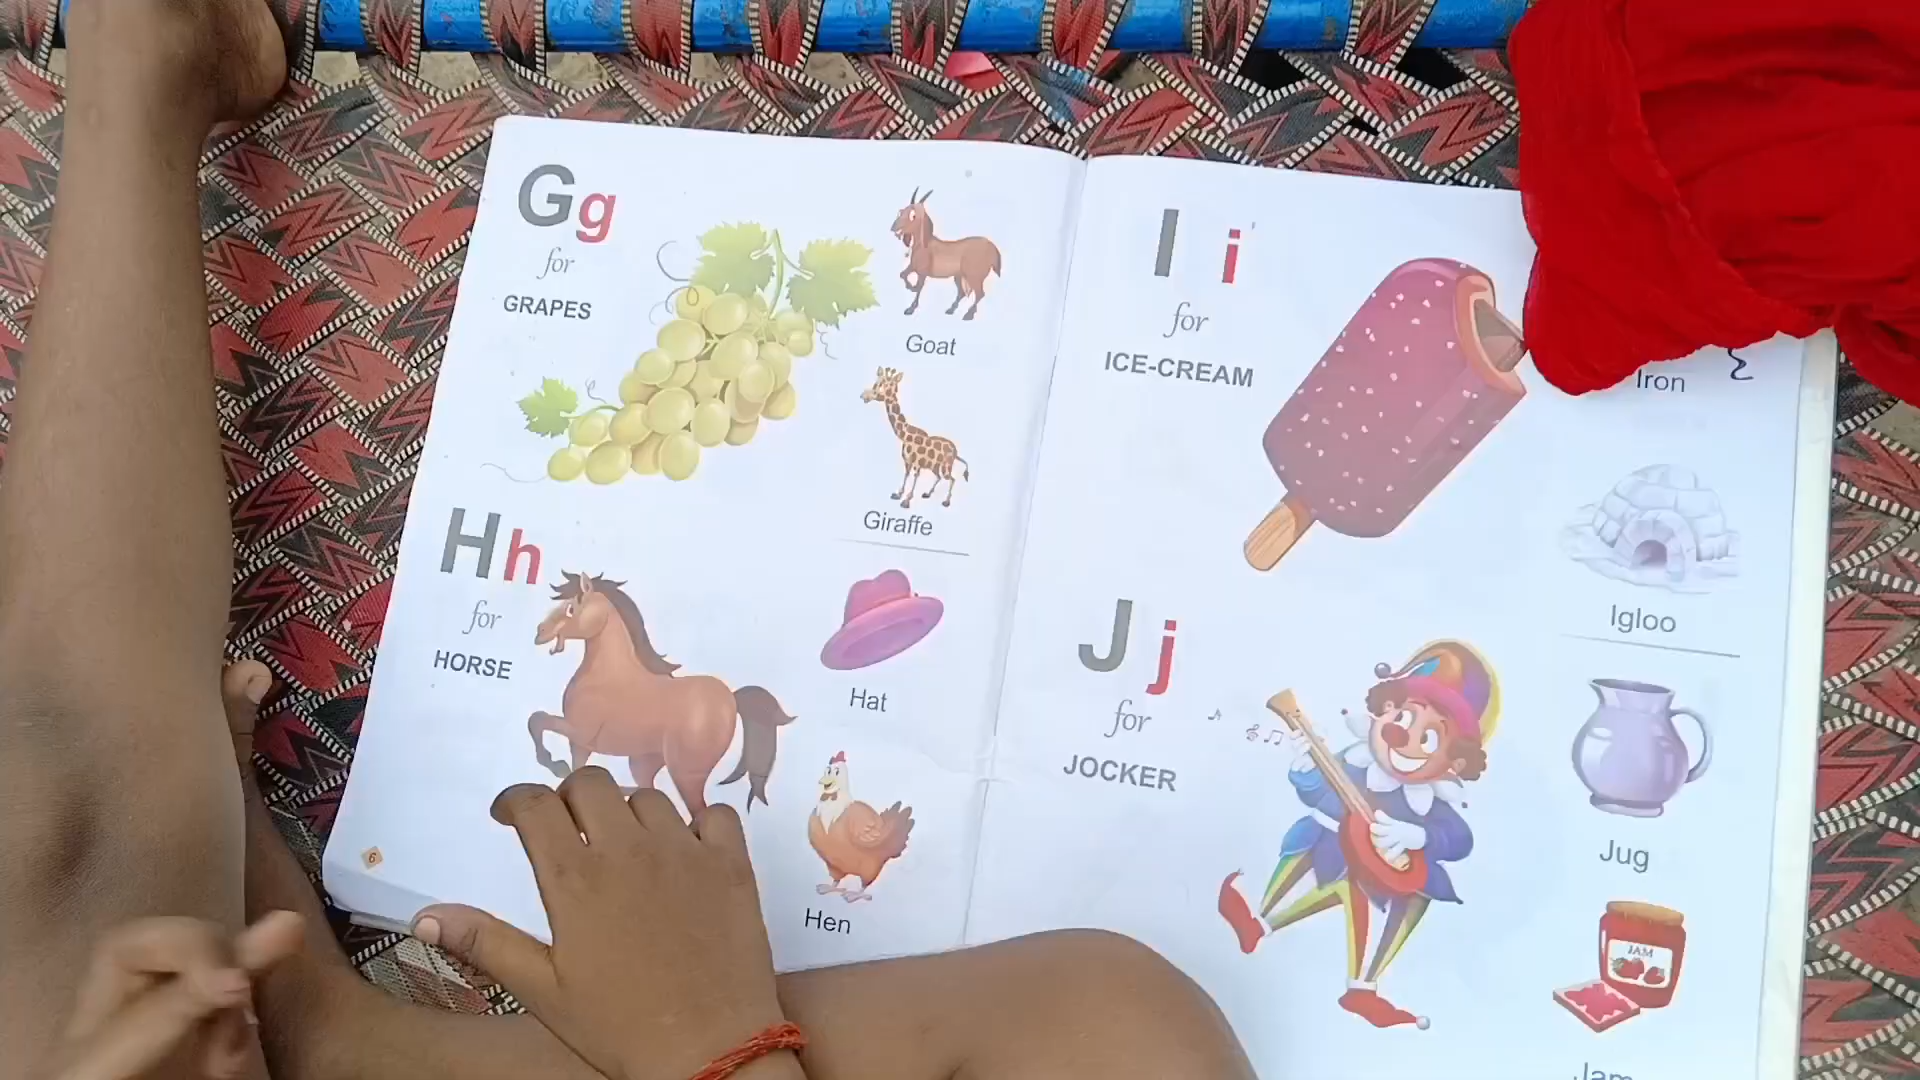 Gg
for
GRAPES
Goat
Giraffe
Hh
for
HORSE
Hat
Hen
6
I i
for
ICE-CREAM
Iron
Igloo
Jj
for
JOCKER
Jug
JAM
Jam